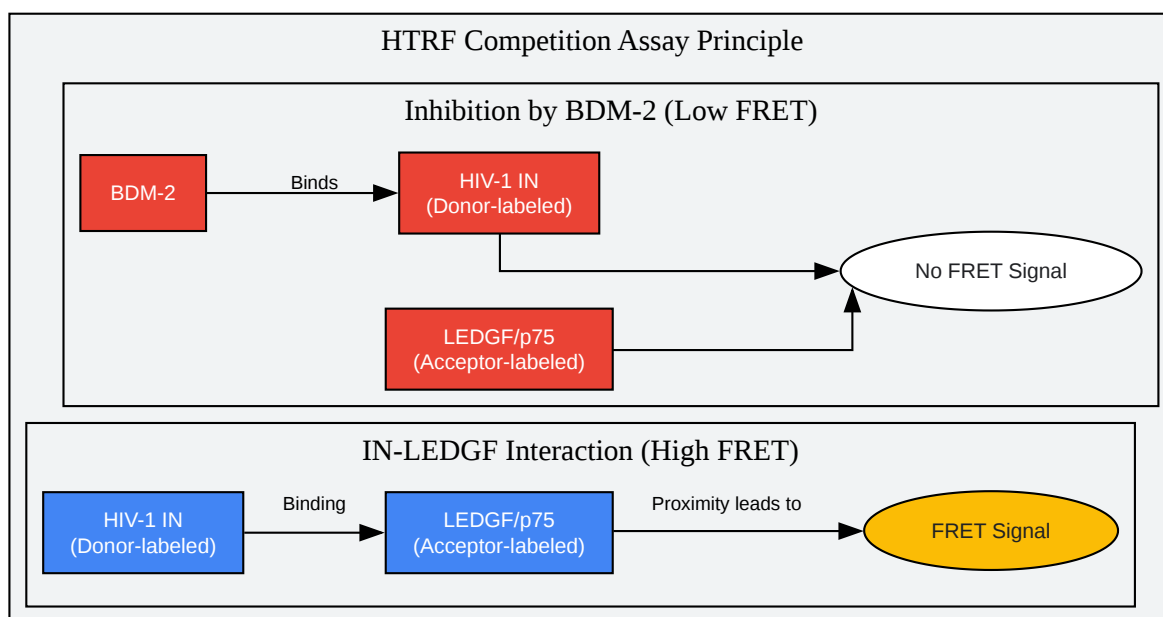 HTRF Competition Assay Principle
Inhibition by BDM-2 (Low FRET)
BDM-2
Binds
HIV-1 IN
(Donor-labeled)
No FRET Signal
LEDGF/p75
(Acceptor-labeled)
IN-LEDGF Interaction (High FRET)
HIV-1 IN
(Donor-labeled)
Binding
LEDGF/p75
(Acceptor-labeled)
Proximity leads to
FRET Signal